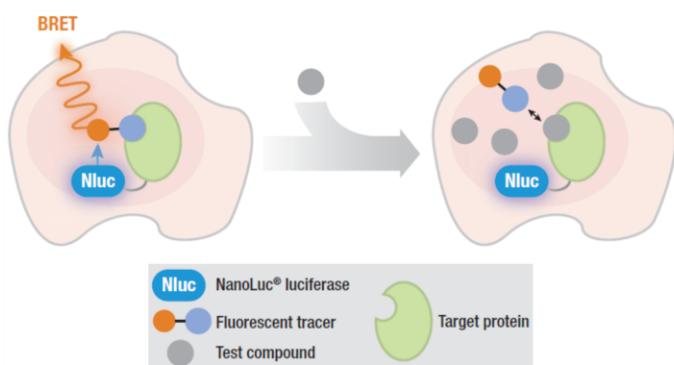 BRET
Nluc
Nluc
Nluc NanoLuc® luciferase
Fluorescent tracer
Test compound
Target protein